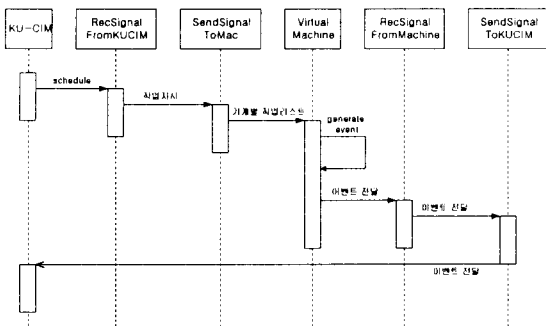 KU-CIM
RecSignal
FromKUCIM
SendSignal
ToMac
Virtual
Machine
RecSignal
FromMachine
SendSignal
ToKUCIM
schedule
작업지시
기계별 작업리스트
generate
event
이벤트 전달
이벤트 전달
이벤트 전달